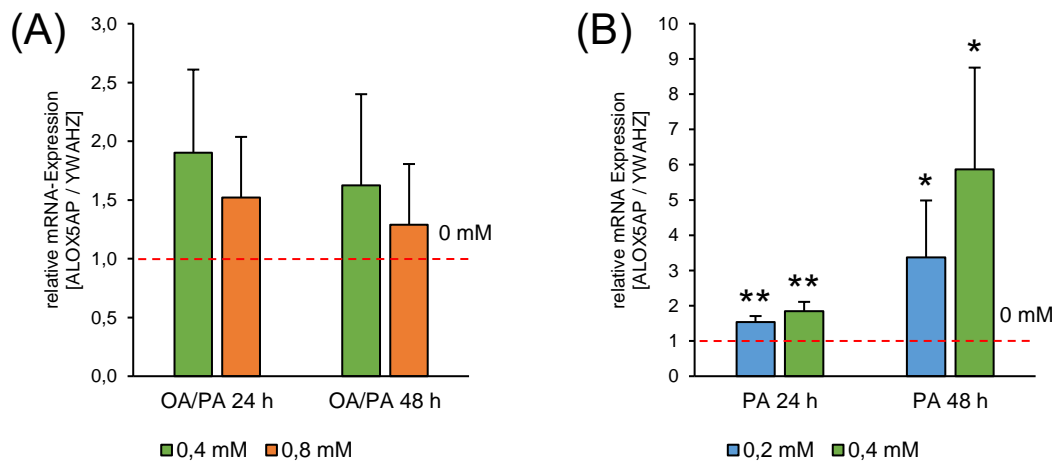 (A)
relative mRNA-Expression
[ALOX5AP / YWAHZ]
3,0
2,5
2,0
1,5
1,0
0,5
0,0
0 mM
OA/PA 24 h
OA/PA 48 h
0,4 mM
0,8 mM
(B)
relative mRNA Expression
[ALOX5AP / YWAHZ]
10
9
8
7
6
5
4
3
2
1
0
**
**
*
*
0 mM
PA 24 h
PA 48 h
0,2 mM
0,4 mM